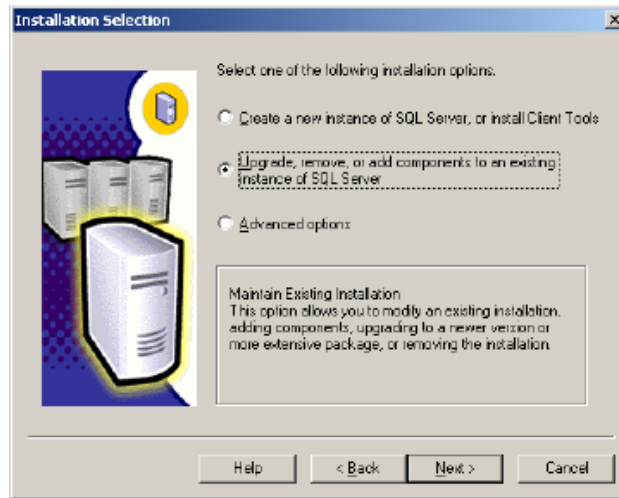 Installation Selection
Select one of the following installation options.
Create a new instance of SQL Server, or install Client Tools
Upgrade, remove, or add components to an existing
instance of SQL Server
Advanced options
Maintain Existing Installation
This option allows you to modify an existing installation,
adding components, upgrading to a newer version or
more extensive package, or removing the installation.
Help
< Back
Next >
Cancel